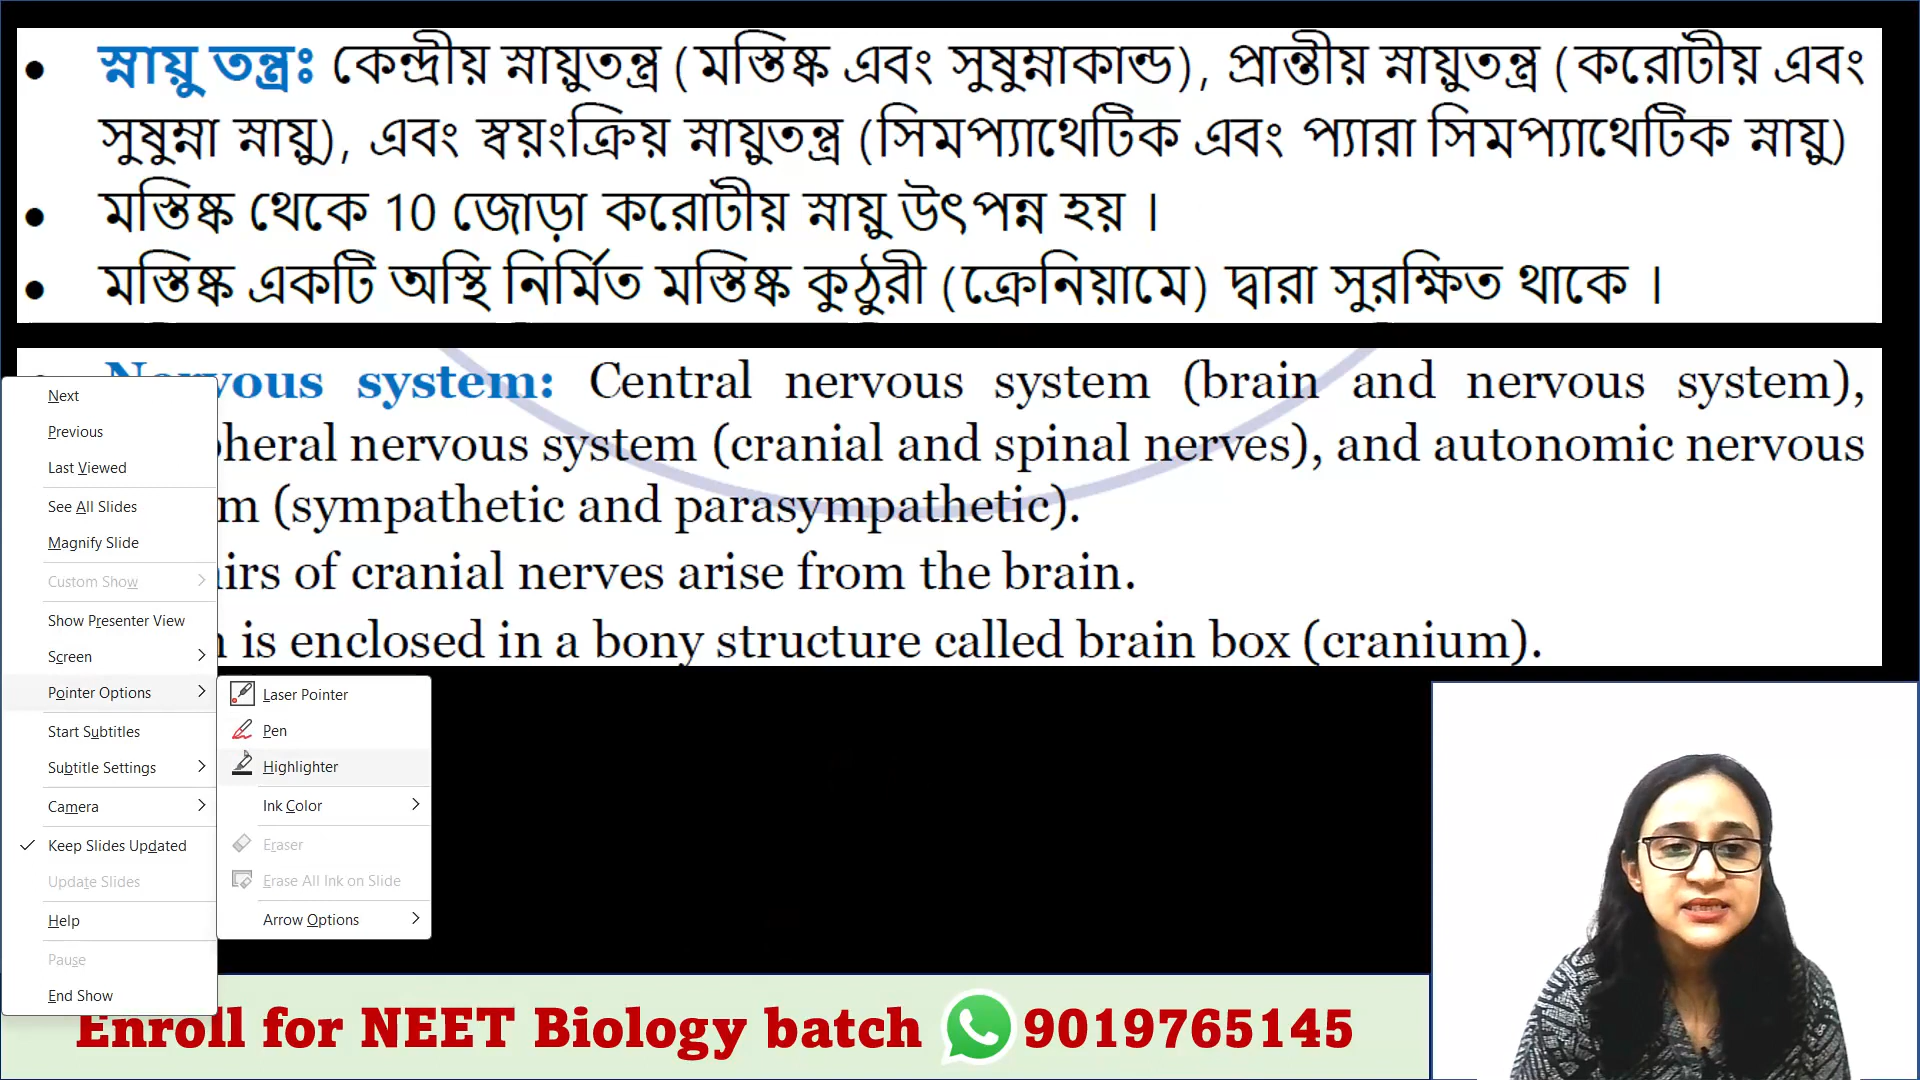 • স্নায়ু তন্ত্রঃ কেন্দ্রীয় স্নায়ুতন্ত্র (মস্তিষ্ক এবং সুষুম্নাকান্ড), প্রান্তীয় স্নায়ুতন্ত্র (করোটীয় এবং
সুষুম্না স্নায়ু), এবং স্বয়ংক্রিয় স্নায়ুতন্ত্র (সিমপ্যাথেটিক এবং প্যারা সিমপ্যাথেটিক স্নায়ু)
• মস্তিষ্ক থেকে 10 জোড়া করোটীয় স্নায়ু উৎপন্ন হয় ।
• মস্তিষ্ক একটি অস্থি নির্মিত মস্তিষ্ক কুঠুরী (ক্রেনিয়ামে) দ্বারা সুরক্ষিত থাকে ।
Nervous system: Central nervous system (brain and nervous system),
pheral nervous system (cranial and spinal nerves), and autonomic nervous
m (sympathetic and parasympathetic).
irs of cranial nerves arise from the brain.
n is enclosed in a bony structure called brain box (cranium).
Next
Previous
Last Viewed
See All Slides
Magnify Slide
Custom Show
Show Presenter View
Screen
Pointer Options
Start Subtitles
Subtitle Settings
Camera
Keep Slides Updated
Update Slides
Help
Pause
End Show
Laser Pointer
Pen
Highlighter
Ink Color
Eraser
Erase All Ink on Slide
Arrow Options
Enroll for NEET Biology batch 9019765145